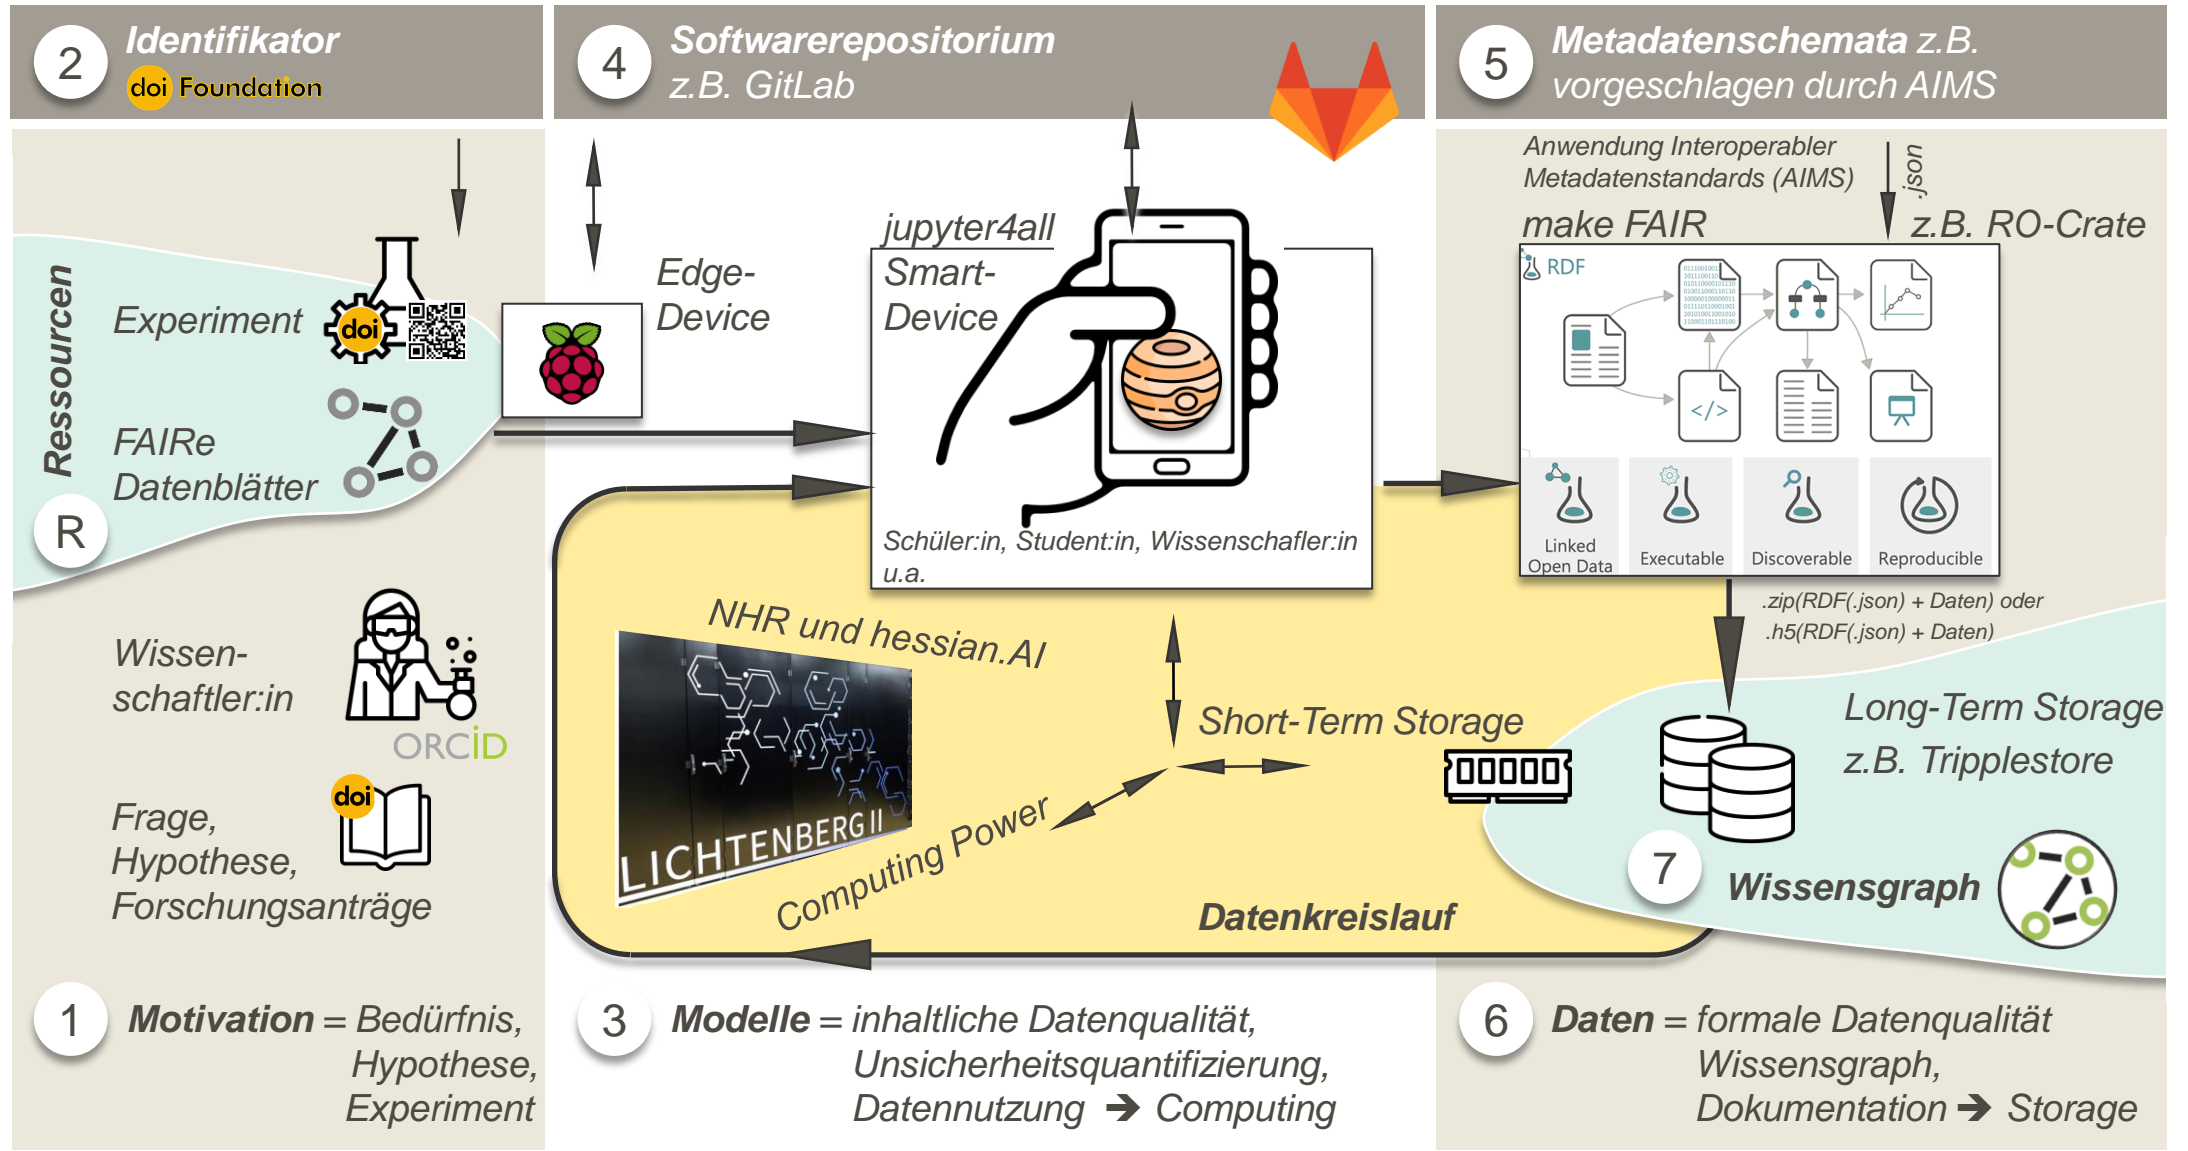 2
Identifikator
doi Foundation
4
Softwarerepositorium
z.B. GitLab
5
Metadatenschemata z.B.
vorgeschlagen durch AIMS
Ressourcen
R
Experiment
doi
FAIRe
Datenblätter
Wissen-
schaftler:in
ORCiD
doi
Frage,
Hypothese,
Forschungsanträge
Edge-
Device
jupyter4all
Smart-
Device
Schüler:in, Student:in, Wissenschafler:in
u.a.
NHR und hessian.AI
LICHTENBERG II
Computing Power
Short-Term Storage
Datenkreislauf
Anwendung Interoperabler
Metadatenstandards (AIMS)
.json
make FAIR
z.B. RO-Crate
RDF
</>
Linked
Open Data
Executable
Discoverable
Reproducible
.zip(RDF(.json) + Daten) oder
.h5(RDF(.json) + Daten)
Long-Term Storage
z.B. Tripplestore
7
Wissensgraph
1
Motivation = Bedürfnis,
Hypothese,
Experiment
3
Modelle = inhaltliche Datenqualität,
Unsicherheitsquantifizierung,
Datennutzung ➔ Computing
6
Daten = formale Datenqualität
Wissensgraph,
Dokumentation ➔ Storage